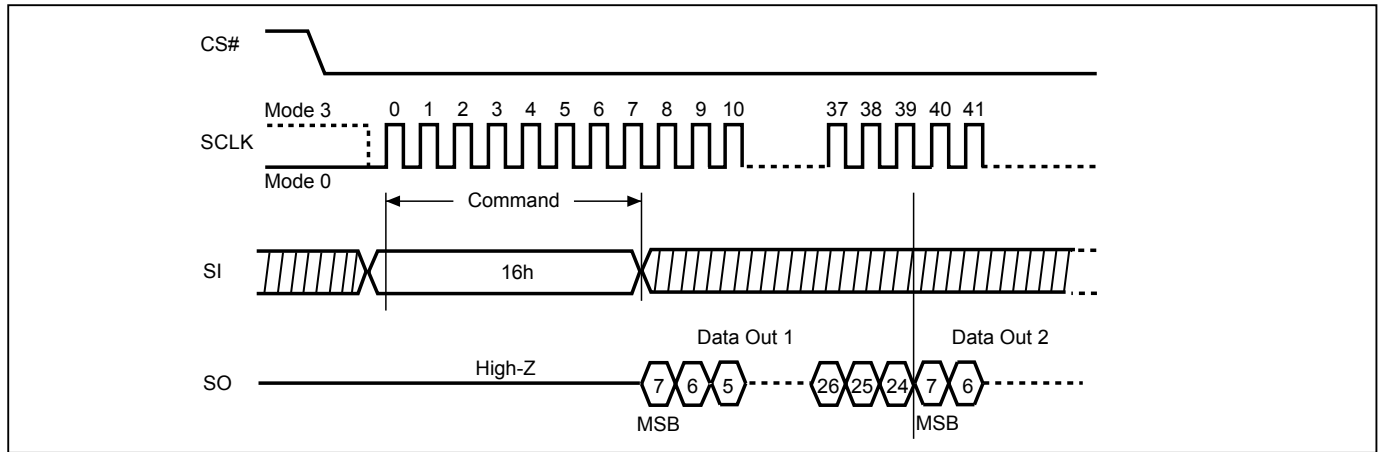 CS#
Mode 3
0 1 2 3 4 5 6 7 8 9 10 37 38 39 40 41
SCLK
Mode 0
Command
SI
16h
Data Out 1 Data Out 2
SO
High-Z
7 6 5 26 25 24 7 6
MSB MSB